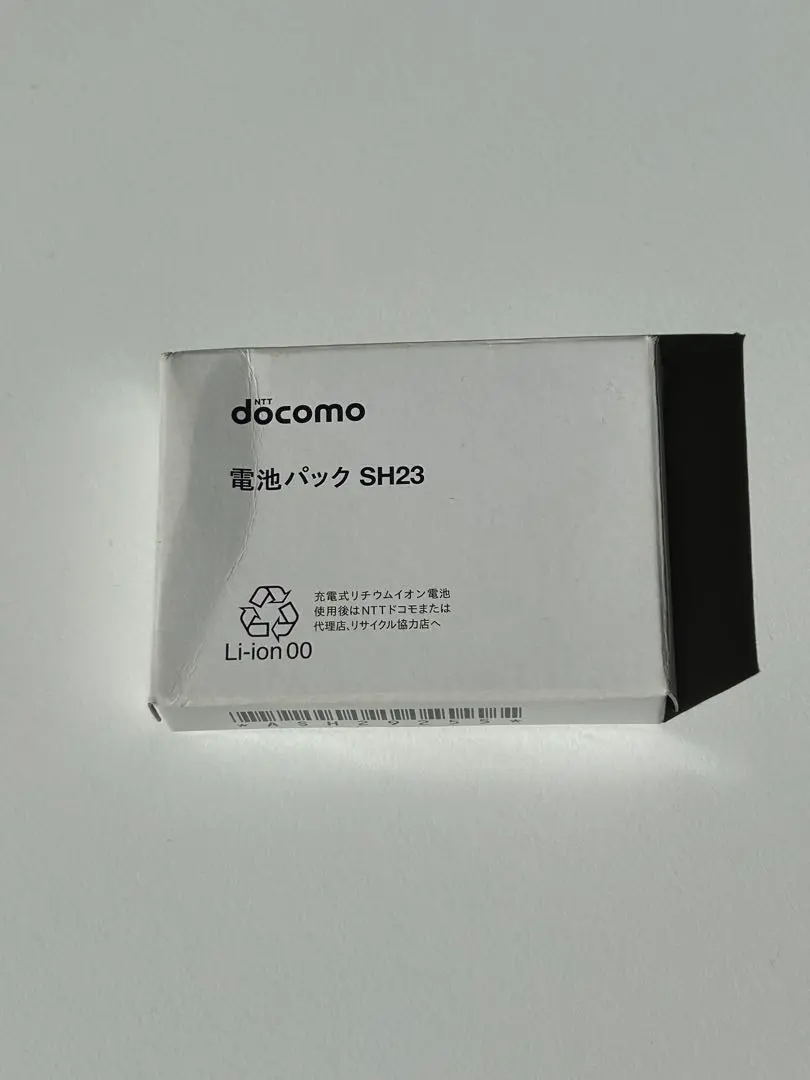 NTT
docomo
電池パック SH23
充電式リチウムイオン電池
使用後はNTTドコモまたは
代理店、リサイクル協力店へ
Li-ion 00
*ASH29255*